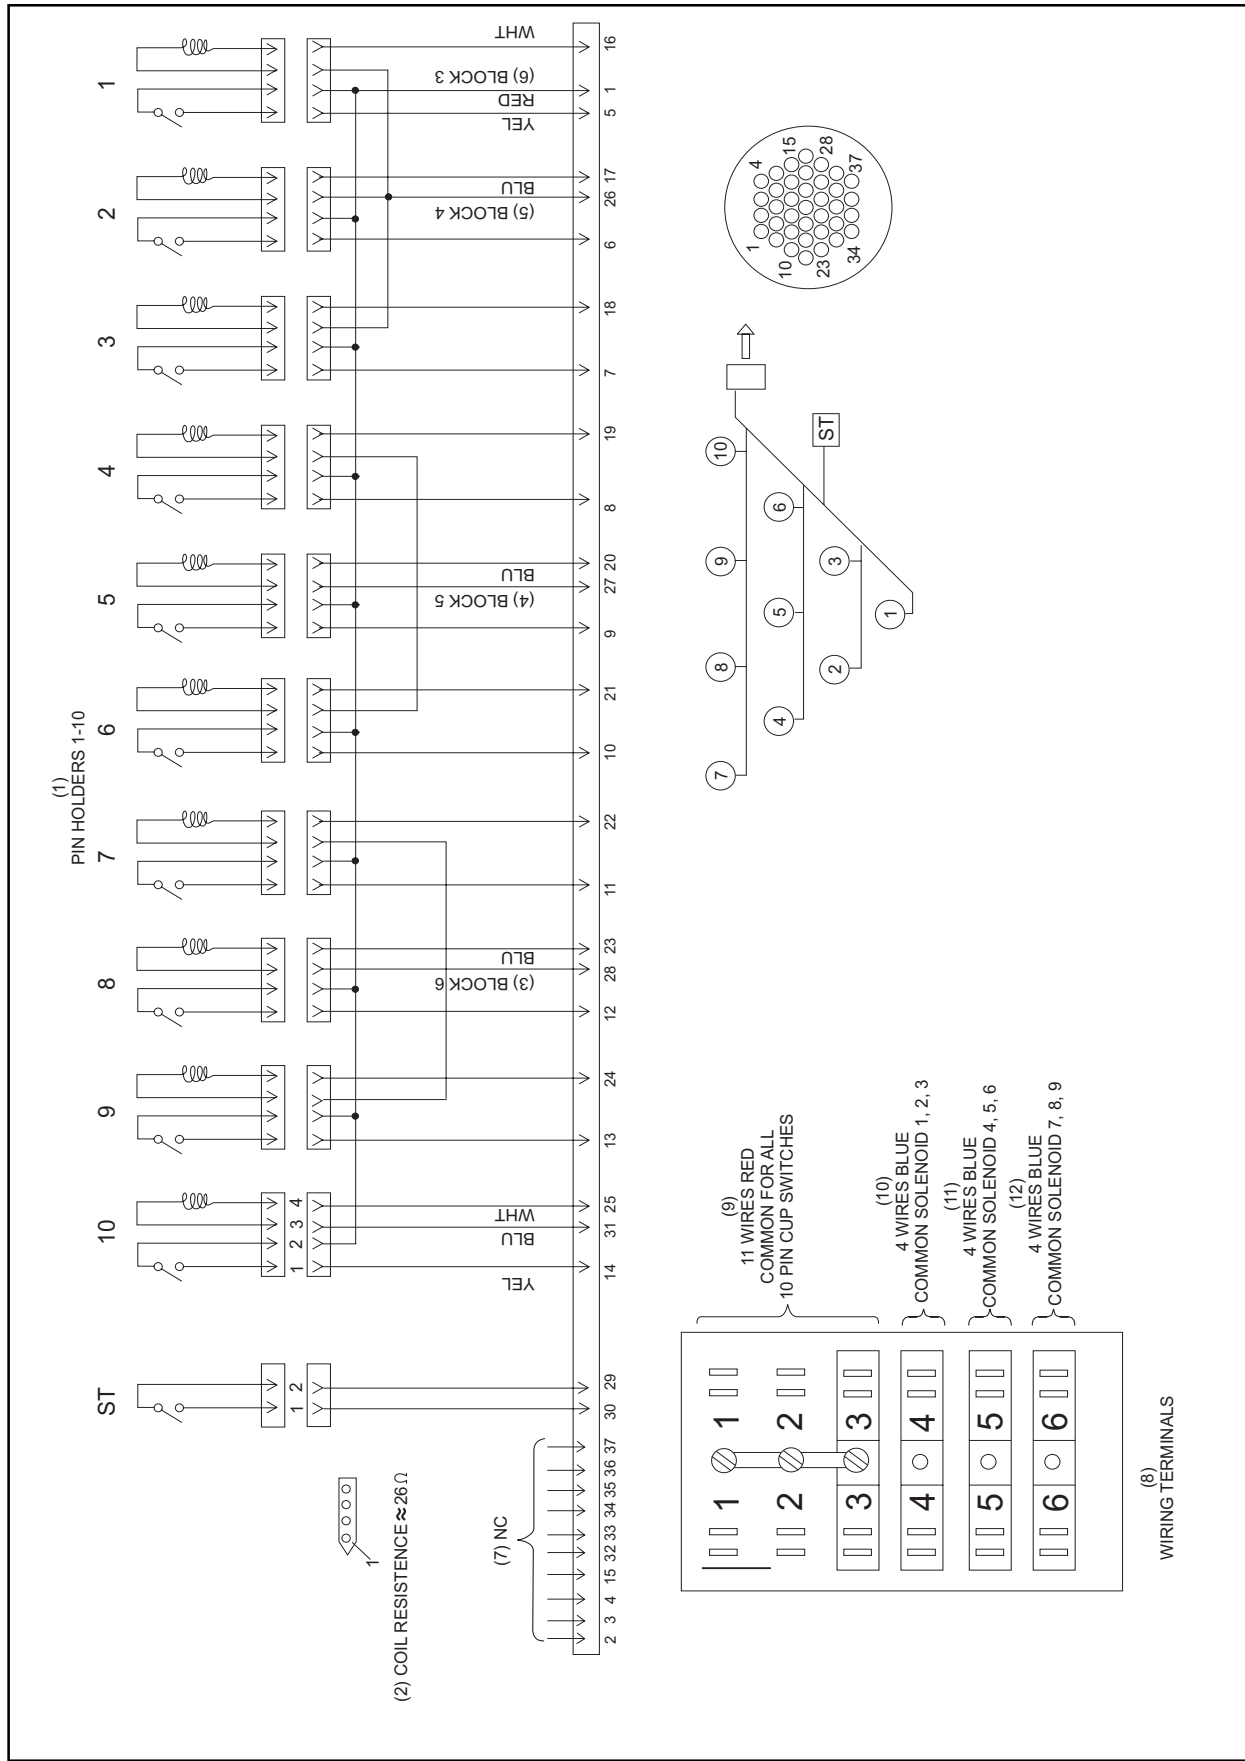 (1)
PIN HOLDERS 1-10
ST
10
9
8
7
6
5
4
3
2
1
1 2
1 2 3 4
YEL
BLU
WHT
(3) BLOCK 6
BLU
(4) BLOCK 5
BLU
(5) BLOCK 4
BLU
YEL
RED
(6) BLOCK 3
WHT
1
(2) COIL RESISTENCE ≈ 26 Ω
(7) NC
2 3 4 15 32 33 34 35 36 37 30 29 14 31 25 13 24 12 28 23 11 22 10 21 9 27 20 8 19 7 18 6 26 17 5 1 16
1 1
2 2
3 3
4 4
5 5
6 6
(9)
11 WIRES RED
COMMON FOR ALL
10 PIN CUP SWITCHES
(10)
4 WIRES BLUE
COMMON SOLENOID 1, 2, 3
(11)
4 WIRES BLUE
COMMON SOLENOID 4, 5, 6
(12)
4 WIRES BLUE
COMMON SOLENOID 7, 8, 9
(8)
WIRING TERMINALS
7 8 9 10
4 5 6
ST
2 3
1
1 4
10 15
23 28
34 37